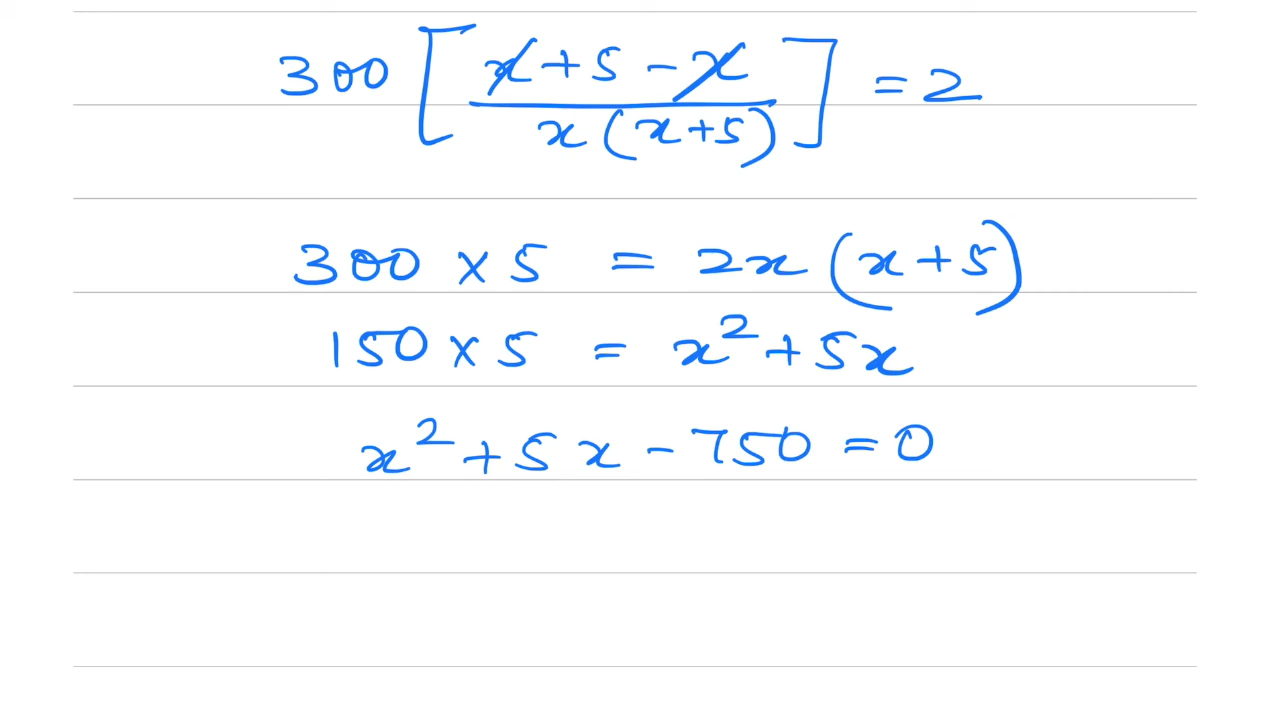 300 [ x + 5 - x / x (x+5) ] = 2
300 × 5 = 2x (x+5)
150 × 5 = x² + 5x
x² + 5x - 750 = 0